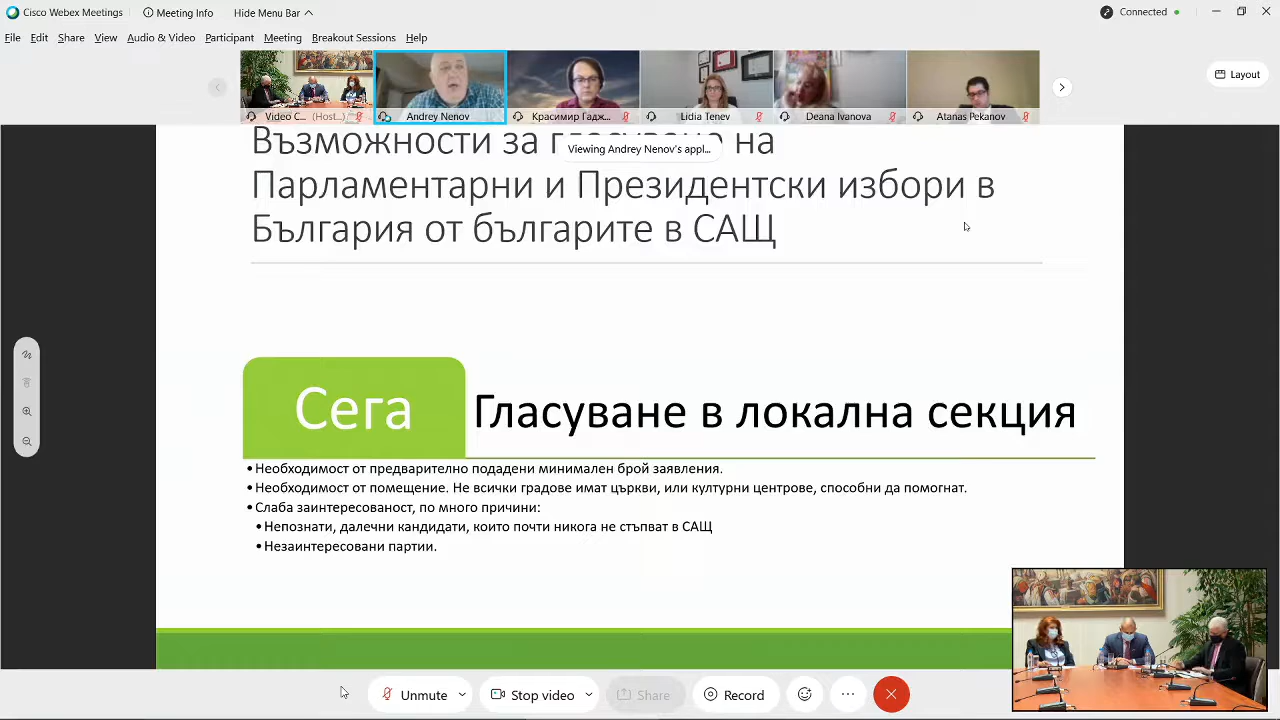 Cisco Webex Meetings
Meeting Info
Hide Menu Bar
Connected
File Edit Share View Audio & Video Participant Meeting Breakout Sessions Help
Layout
Video C... (Host...)
Andrey Nenov
Красимир Гадж...
Lidia Tenev
Deana Ivanova
Atanas Pekanov
Viewing Andrey Nenov's appl...
Възможности за на
Парламентарни и Президентски избори в
България от българите в САЩ
Сега
Гласуване в локална секция
•Необходимост от предварително подадени минимален брой заявления.
•Необходимост от помещение. Не всички градове имат църкви, или културни центрове, способни да помогнат.
•Слаба заинтересованост, по много причини:
•Непознати, далечни кандидати, които почти никога не стъпват в САЩ
•Незаинтересовани партии.
Unmute
Stop video
Share
Record